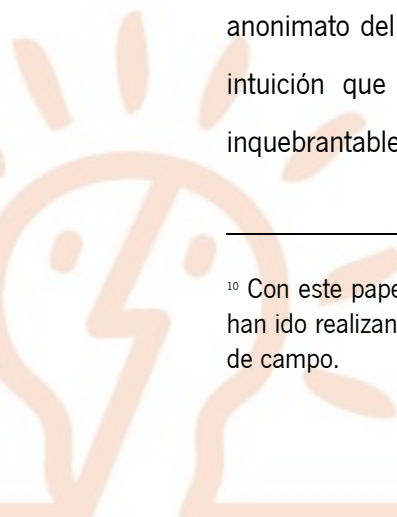 anonimato del
intuición que
inquebrantable
10 Con este pape
han ido realizan
de campo.